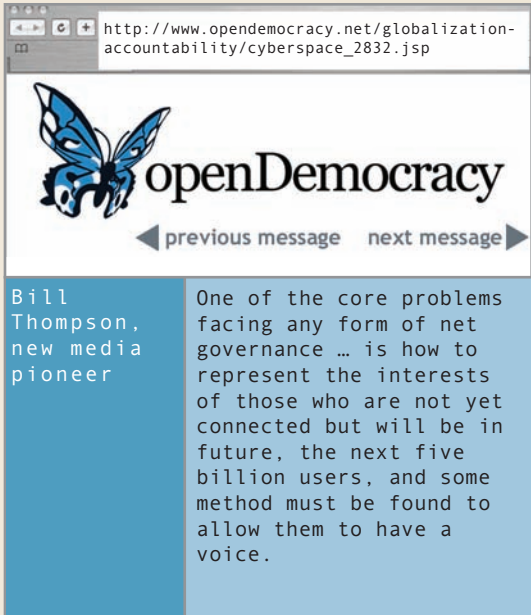 http://www.opendemocracy.net/globalization-
accountability/cyberspace_2832.jsp
openDemocracy
previous message next message
Bill
Thompson,
new media
pioneer
One of the core problems
facing any form of net
governance … is how to
represent the interests
of those who are not yet
connected but will be in
future, the next five
billion users, and some
method must be found to
allow them to have a
voice.